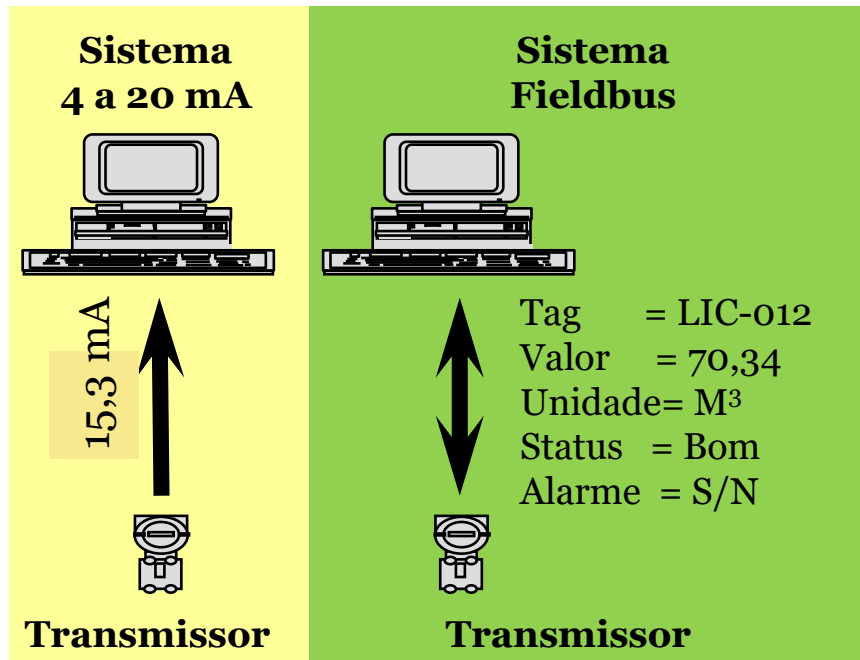 Sistema
4 a 20 mA
15,3 mA
Transmissor
Sistema
Fieldbus
Tag = LIC-012
Valor = 70,34
Unidade= M³
Status = Bom
Alarme = S/N
Transmissor